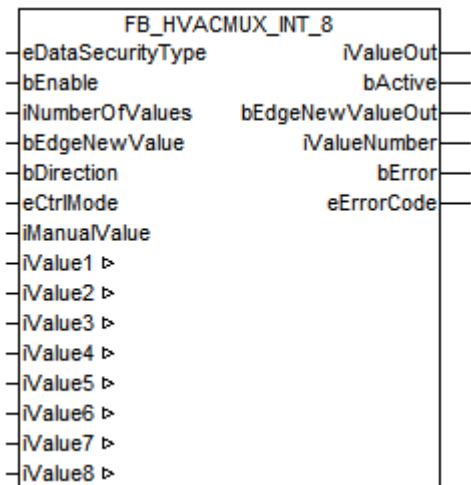 FB_HVACMUX_INT_8
eDataSecurityType iValueOut
bEnable bActive
iNumberOfValues bEdgeNewValueOut
bEdgeNewValue iValueNumber
bDirection bError
eCtrlMode eErrorCode
iManualValue
iValue1 ▷
iValue2 ▷
iValue3 ▷
iValue4 ▷
iValue5 ▷
iValue6 ▷
iValue7 ▷
iValue8 ▷